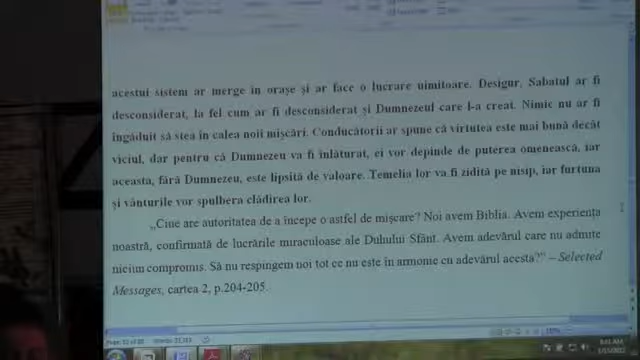 acestui sistem ar merge în orașe și ar face o lucrare uimitoare. Desigur, Sabatul ar fi
desconsiderat, la fel cum ar fi desconsiderat și Dumnezeul care l-a creat. Nimic nu ar fi
îngăduit să stea în calea noii mișcări. Conducătorii ar spune că virtutea este mai bună decât
viciul, dar pentru că Dumnezeu va fi înlăturat, ei vor depinde de puterea omenească, iar
aceasta, fără Dumnezeu, este lipsită de valoare. Temelia lor va fi zidită pe nisip, iar furtuna
și vânturile vor spulbera clădirea lor.
„Cine are autoritatea de a începe o astfel de mișcare? Noi avem Biblia. Avem experiența
noastră, confirmată de lucrările miraculoase ale Duhului Sfânt. Avem adevărul care nu admite
niciun compromis. Să nu respingem noi tot ce nu este în armonie cu adevărul acesta?" – Selected
Messages, cartea 2, p.204-205.